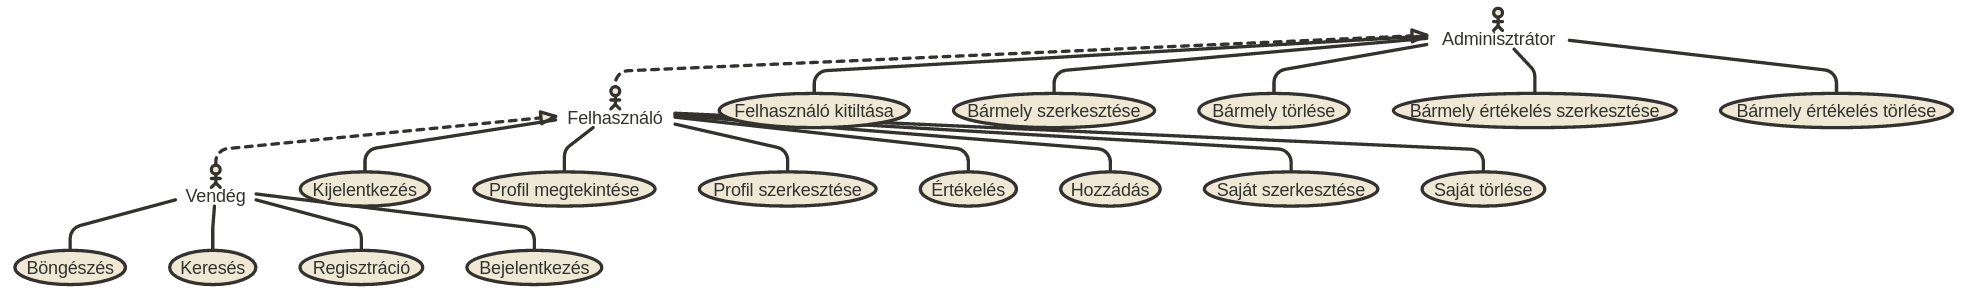 Adminisztrátor
Felhasználó kitiltása
Bármely szerkesztése
Bármely törlése
Bármely értékelés szerkesztése
Bármely értékelés törlése
Felhasználó
Kijelentkezés
Profil megtekintése
Profil szerkesztése
Értékelés
Hozzádás
Saját szerkesztése
Saját törlése
Vendég
Böngészés
Keresés
Regisztráció
Bejelentkezés